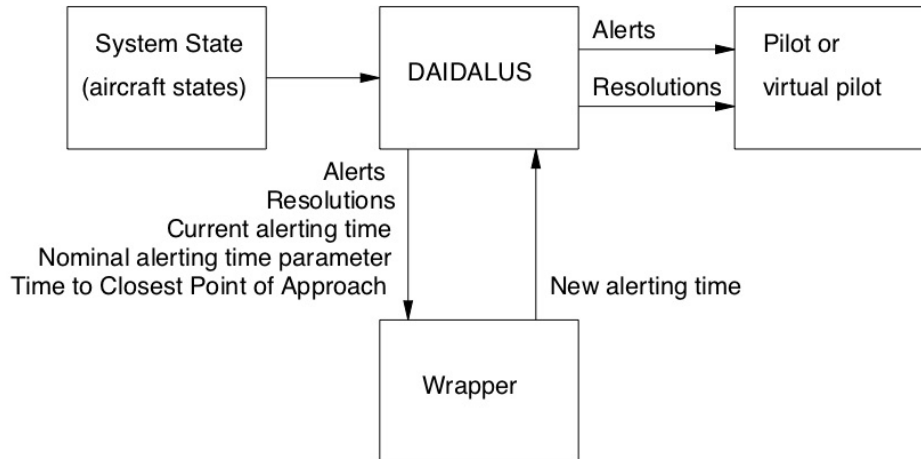 System State
(aircraft states)
DAIDALUS
Alerts
Resolutions
Pilot or
virtual pilot
Alerts
Resolutions
Current alerting time
Nominal alerting time parameter
Time to Closest Point of Approach
New alerting time
Wrapper